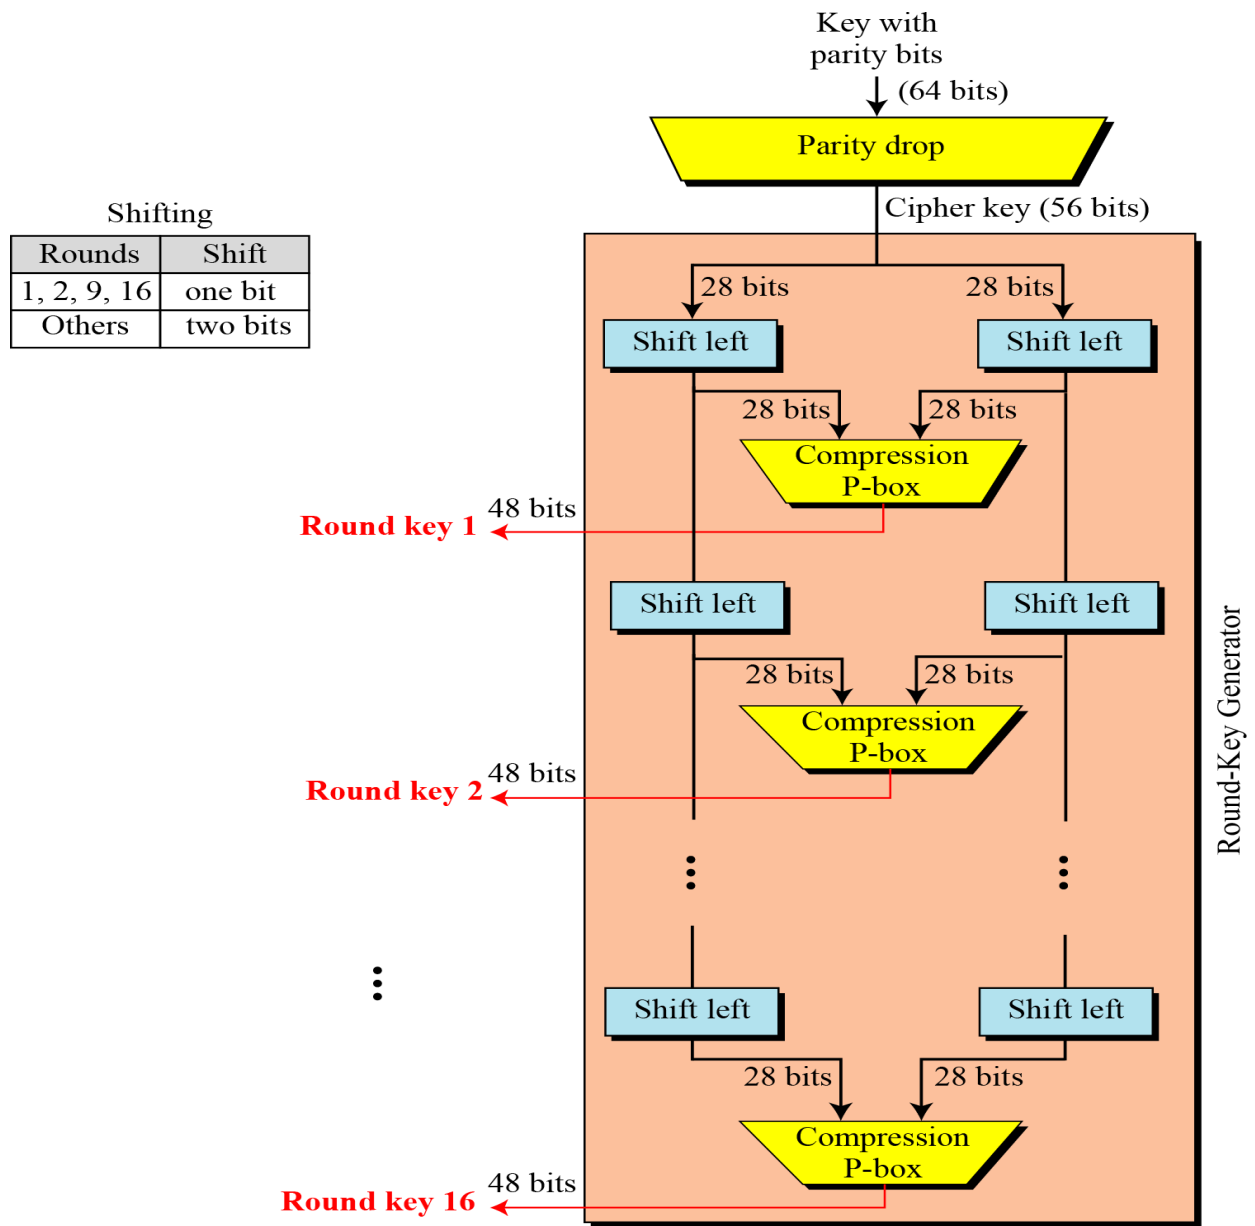 Key with
parity bits
(64 bits)
Parity drop
Cipher key (56 bits)
Shifting
Rounds Shift
1, 2, 9, 16 one bit
Others two bits
28 bits 28 bits
Shift left Shift left
28 bits 28 bits
Compression
P-box
48 bits
Round key 1
Shift left Shift left
28 bits 28 bits
Compression
P-box
48 bits
Round key 2
Round-Key Generator
Shift left Shift left
28 bits 28 bits
Compression
P-box
48 bits
Round key 16